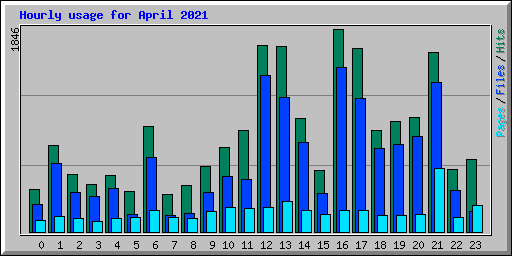 Hourly usage for April 2021
1846
Pages / Files / Hits
0 1 2 3 4 5 6 7 8 9 10 11 12 13 14 15 16 17 18 19 20 21 22 23